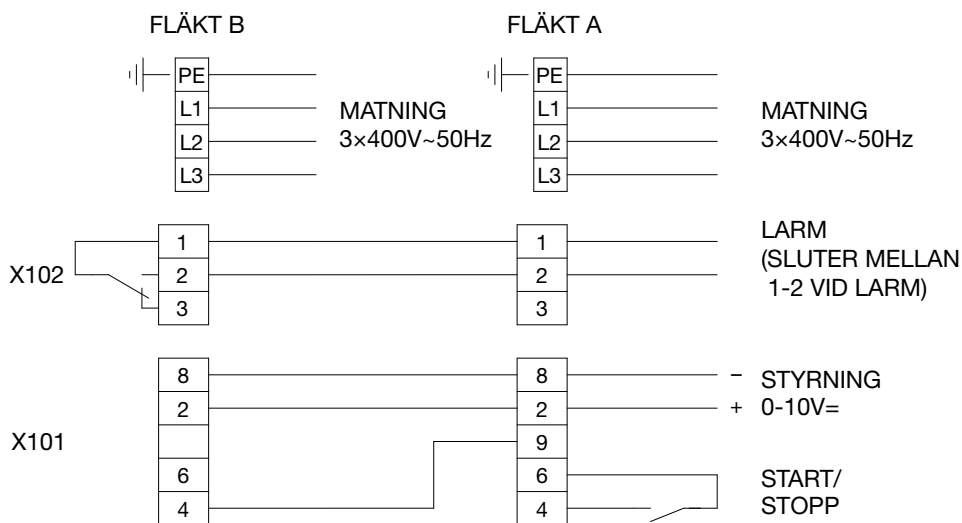 FLÄKT B
FLÄKT A
PE
L1
L2
L3
MATNING
3×400V~50Hz
PE
L1
L2
L3
MATNING
3×400V~50Hz
X102
1
2
3
1
2
3
LARM
(SLUTER MELLAN
1-2 VID LARM)
X101
8
2
6
4
8
2
9
6
4
− STYRNING
+ 0-10V=
START/
STOPP